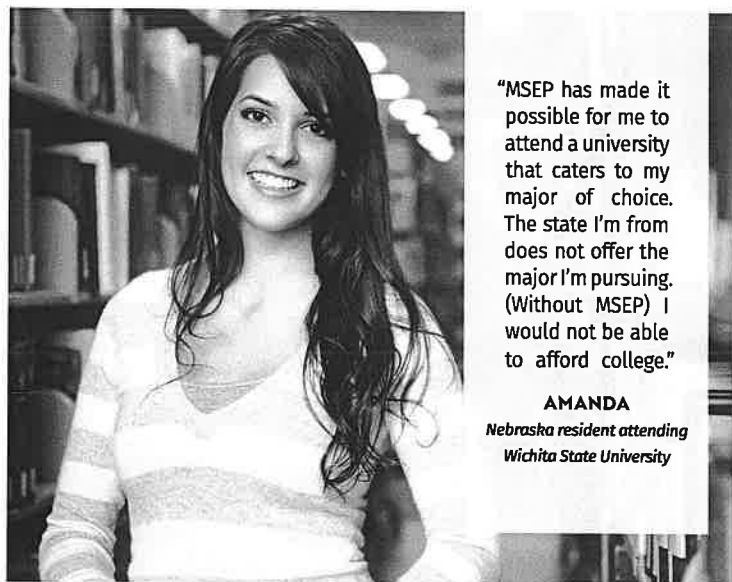 “MSEP has made it
possible for me to
attend a university
that caters to my
major of choice.
The state I’m from
does not offer the
major I’m pursuing.
(Without MSEP) I
would not be able
to afford college.”
AMANDA
Nebraska resident attending
Wichita State University